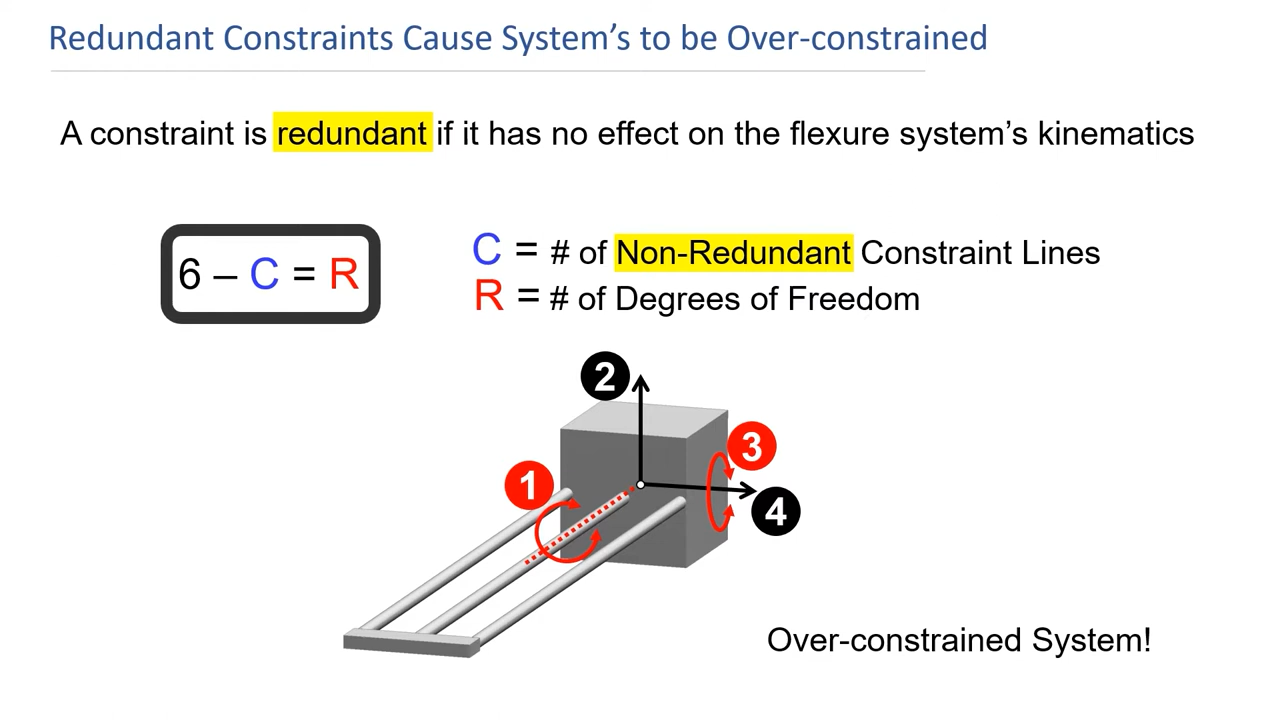 Redundant Constraints Cause System's to be Over-constrained
A constraint is redundant if it has no effect on the flexure system's kinematics
6 – C = R
C = # of Non-Redundant Constraint Lines
R = # of Degrees of Freedom
2
3
1
4
Over-constrained System!